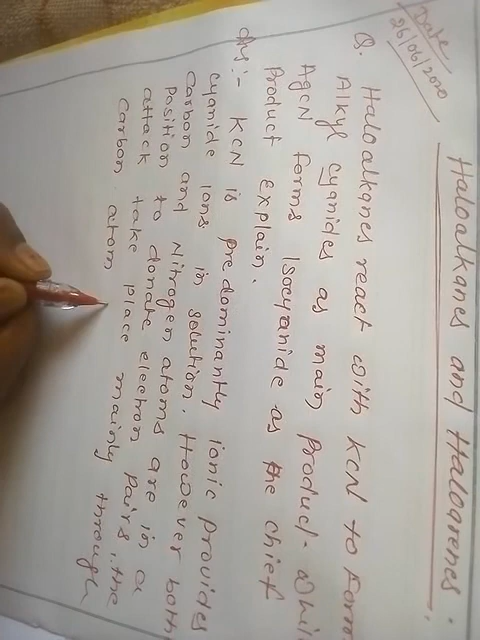 Date
26/06/2020
Haloalkanes and Haloarenes.
Q. Haloalkanes react with KCN to Form
Alkyl cyanides as main product. While
AgCN forms Isocyanide as the chief
Product explain.
Ans:- KCN is predominantly ionic provides
cyanide ions in solution. However both
Carbon and Nitrogen atoms are in a
position to donate electron pairs, the
attack take place mainly through
Carbon atom